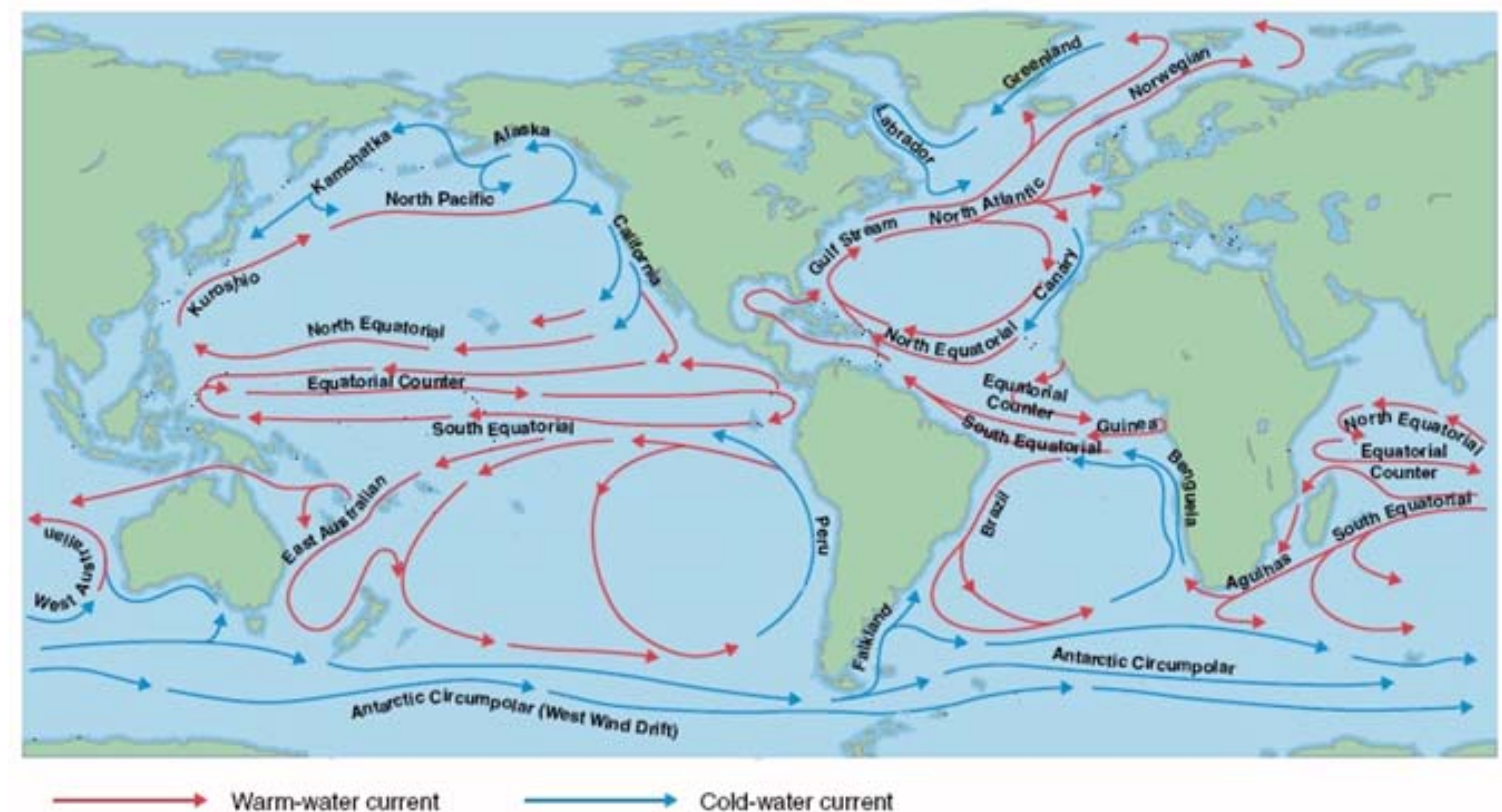 Greenland
Norwegian
Labrador
Alaska
Kamchatka
North Pacific
North Atlantic
Gulf Stream
California
Canary
Kuroshio
North Equatorial
North Equatorial
Equatorial Counter
Equatorial
Counter
Guinea
South Equatorial
South Equatorial
North Equatorial
Equatorial
Counter
South Equatorial
Benguela
Brazil
East Australian
Peru
West Australian
Agulhas
Falkland
Antarctic Circumpolar
Antarctic Circumpolar (West Wind Drift)
Warm-water current
Cold-water current